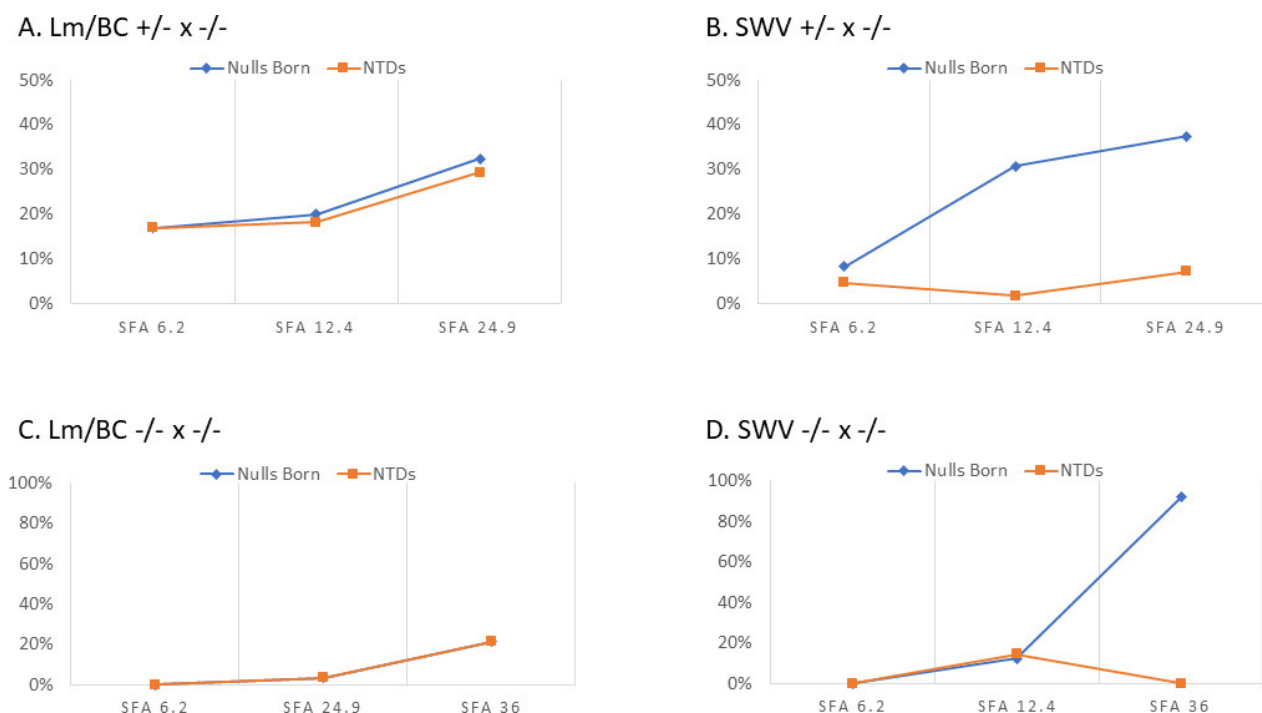 A. Lm/BC +/- x -/-
Nulls Born NTDs
50%
40%
30%
20%
10%
0%
SFA 6.2 SFA 12.4 SFA 24.9
B. SWV +/- x -/-
Nulls Born NTDs
50%
40%
30%
20%
10%
0%
SFA 6.2 SFA 12.4 SFA 24.9
C. Lm/BC -/- x -/-
Nulls Born NTDs
100%
80%
60%
40%
20%
0%
SFA 6.2 SFA 24.9 SFA 36
D. SWV -/- x -/-
Nulls Born NTDs
100%
80%
60%
40%
20%
0%
SFA 6.2 SFA 12.4 SFA 36